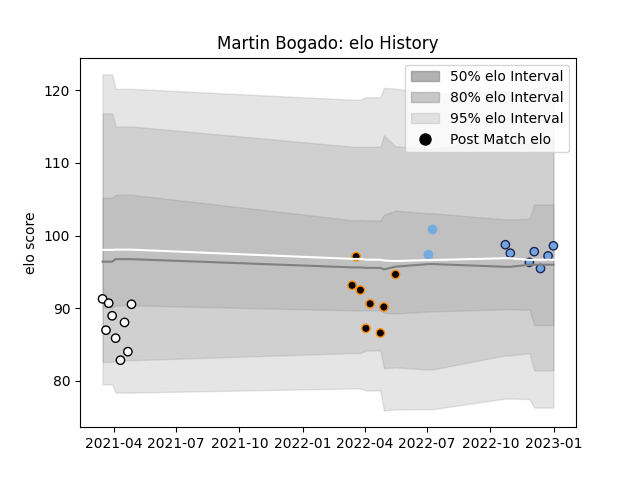 Martin Bogado: elo History
50% elo Interval
80% elo Interval
95% elo Interval
Post Match elo
elo score
120
110
100
90
80
2021-04 2021-07 2021-10 2022-01 2022-04 2022-07 2022-10 2023-01